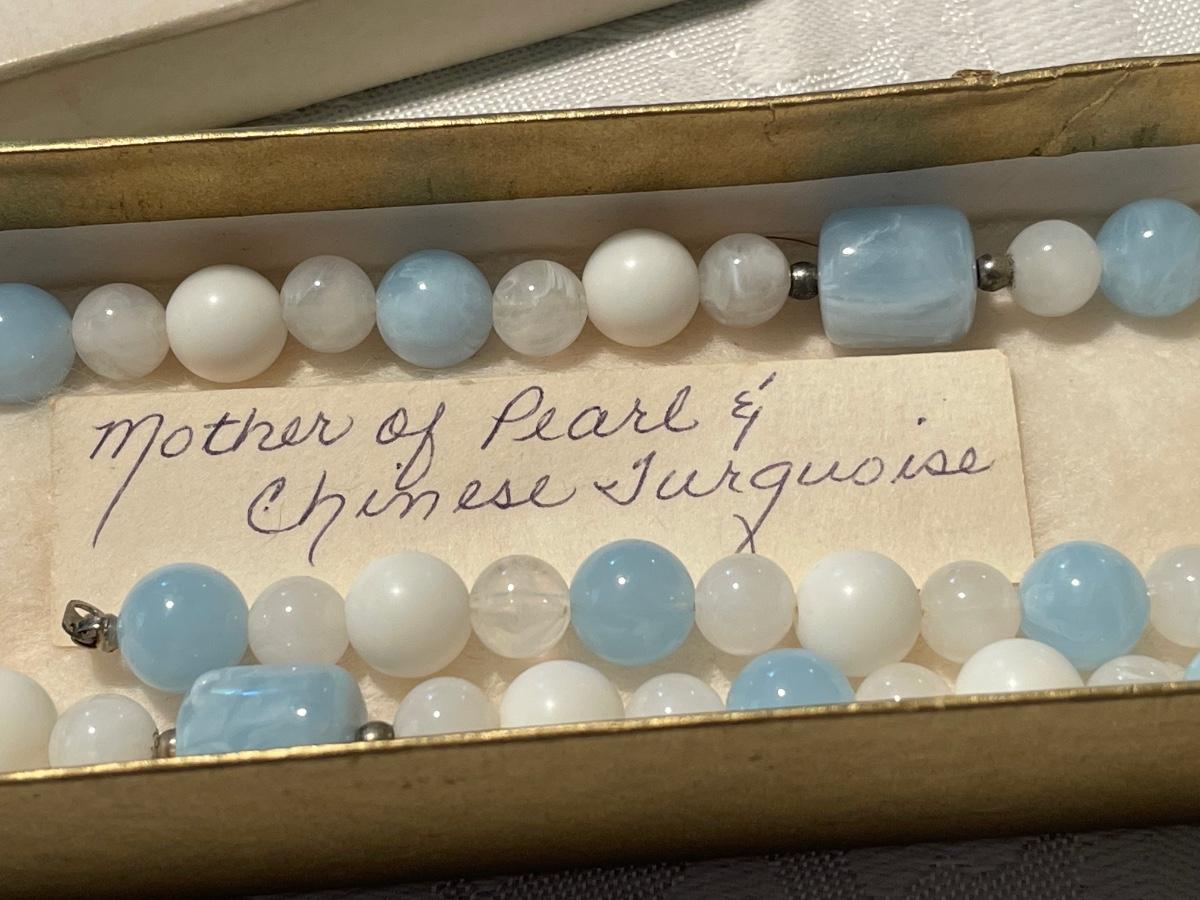 Mother of Pearl &
Chinese Turquoise